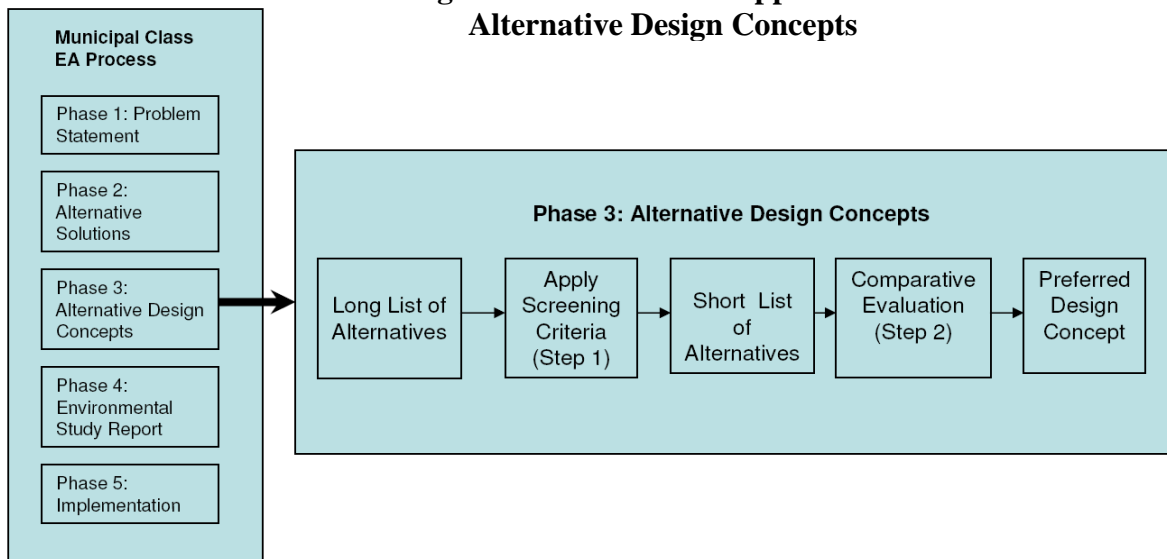 Alternative Design Concepts
Municipal Class
EA Process
Phase 1: Problem
Statement
Phase 2:
Alternative
Solutions
Phase 3:
Alternative Design
Concepts
Phase 4:
Environmental
Study Report
Phase 5:
Implementation
Phase 3: Alternative Design Concepts
Long List of
Alternatives
Apply
Screening
Criteria
(Step 1)
Short List
of
Alternatives
Comparative
Evaluation
(Step 2)
Preferred
Design
Concept